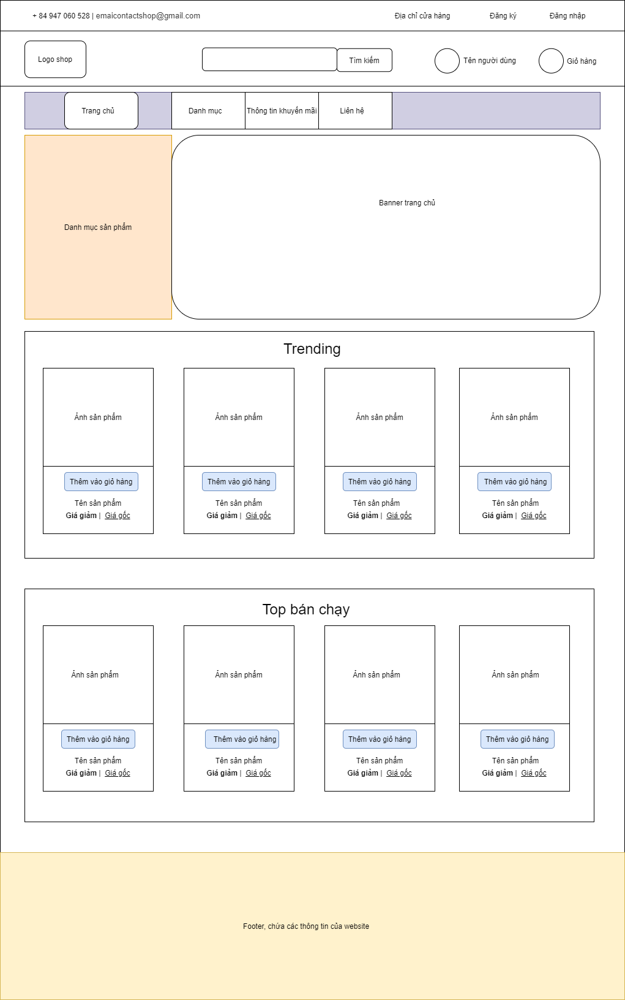 + 84 947 060 528 | emaicontactshop@gmail.com
Địa chỉ cửa hàng
Đăng ký
Đăng nhập
Logo shop
Tìm kiếm
Tên người dùng
Giỏ hàng
Trang chủ
Danh mục
Thông tin khuyến mãi
Liên hệ
Danh mục sản phẩm
Banner trang chủ
Trending
Ảnh sản phẩm
Ảnh sản phẩm
Ảnh sản phẩm
Ảnh sản phẩm
Thêm vào giỏ hàng
Thêm vào giỏ hàng
Thêm vào giỏ hàng
Thêm vào giỏ hàng
Tên sản phẩm
Tên sản phẩm
Tên sản phẩm
Tên sản phẩm
Giá giảm | Giá gốc
Giá giảm | Giá gốc
Giá giảm | Giá gốc
Giá giảm | Giá gốc
Top bán chạy
Ảnh sản phẩm
Ảnh sản phẩm
Ảnh sản phẩm
Ảnh sản phẩm
Thêm vào giỏ hàng
Thêm vào giỏ hàng
Thêm vào giỏ hàng
Thêm vào giỏ hàng
Tên sản phẩm
Tên sản phẩm
Tên sản phẩm
Tên sản phẩm
Giá giảm | Giá gốc
Giá giảm | Giá gốc
Giá giảm | Giá gốc
Giá giảm | Giá gốc
Footer, chứa các thông tin của website